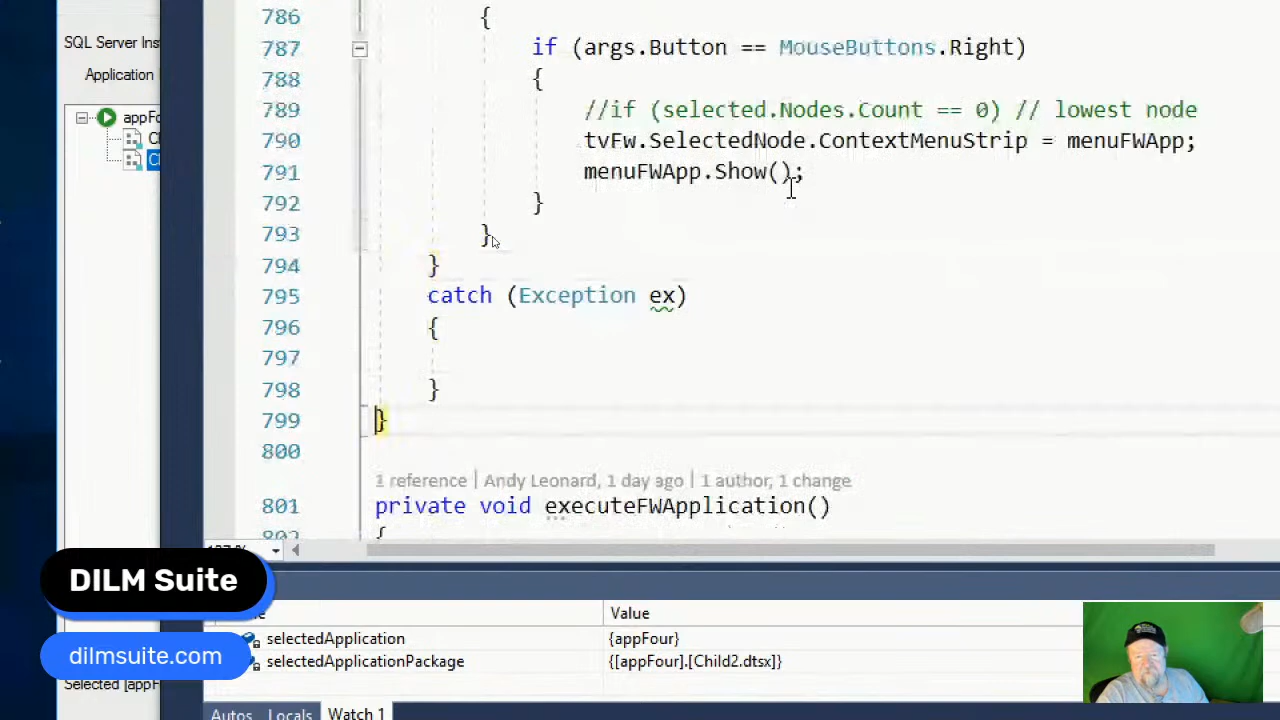 SQL Server Ins
Application
appFo
786 {
787 if (args.Button == MouseButtons.Right)
788 {
789 //if (selected.Nodes.Count == 0) // lowest node
790 tvFw.SelectedNode.ContextMenuStrip = menuFWApp;
791 menuFWApp.Show();
792 }
793 }
794 }
795 catch (Exception ex)
796 {
797
798 }
799 }
800
1 reference | Andy Leonard, 1 day ago | 1 author, 1 change
801 private void executeFWApplication()
802 {
DILM Suite
dilmsuite.com
Value
selectedApplication {appFour}
selectedApplicationPackage {[appFour].[Child2.dtsx]}
Selected [appF
Autos Locals Watch 1